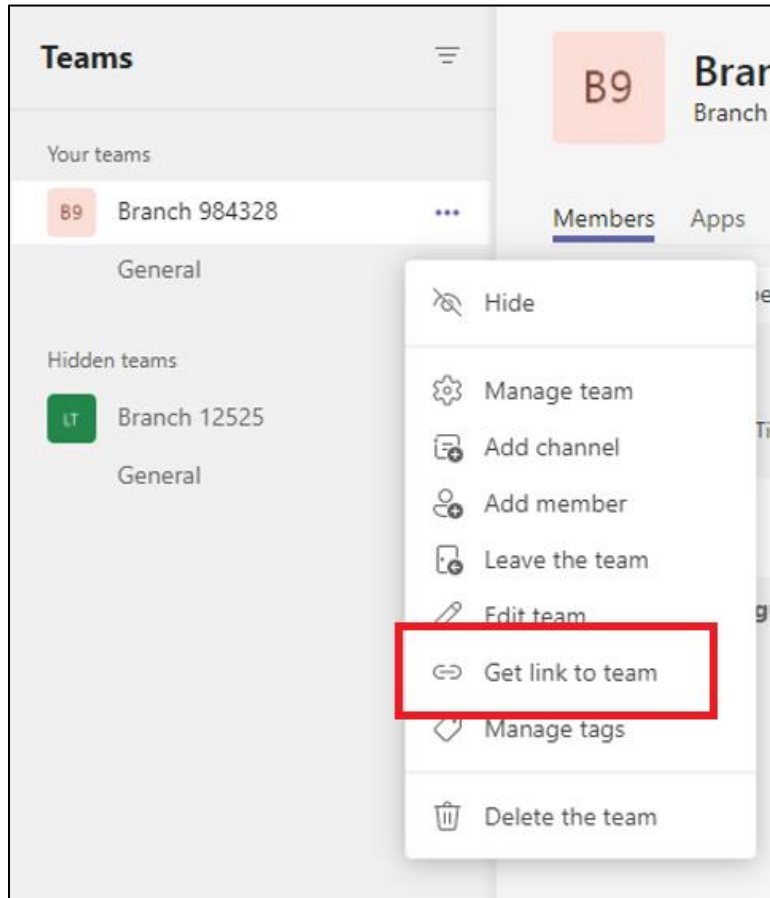 Teams
Your teams
B9 Branch 984328
General
Hidden teams
LT Branch 12525
General
B9
Bran
Branch
Members Apps
Hide
Manage team
Add channel
Add member
Leave the team
Edit team
Get link to team
Manage tags
Delete the team